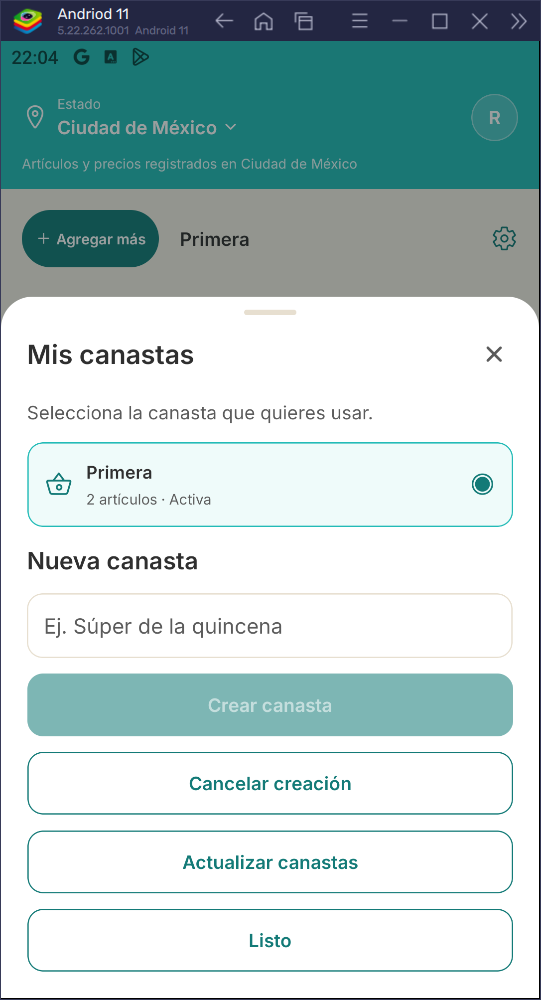 Andriod 11
5.22.262.1001 Android 11
22:04
Estado
Ciudad de México
R
Artículos y precios registrados en Ciudad de México
+ Agregar más
Primera
Mis canastas
Selecciona la canasta que quieres usar.
Primera
2 artículos · Activa
Nueva canasta
Ej. Súper de la quincena
Crear canasta
Cancelar creación
Actualizar canastas
Listo